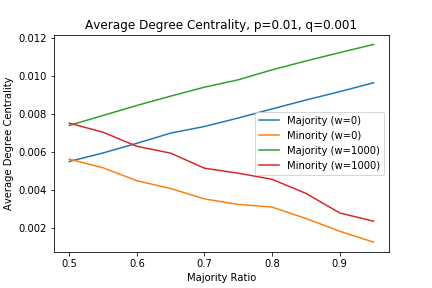 Average Degree Centrality, p=0.01, q=0.001
Average Degree Centrality
0.012
0.010
0.008
0.006
0.004
0.002
Majority (w=0)
Minority (w=0)
Majority (w=1000)
Minority (w=1000)
0.5 0.6 0.7 0.8 0.9
Majority Ratio